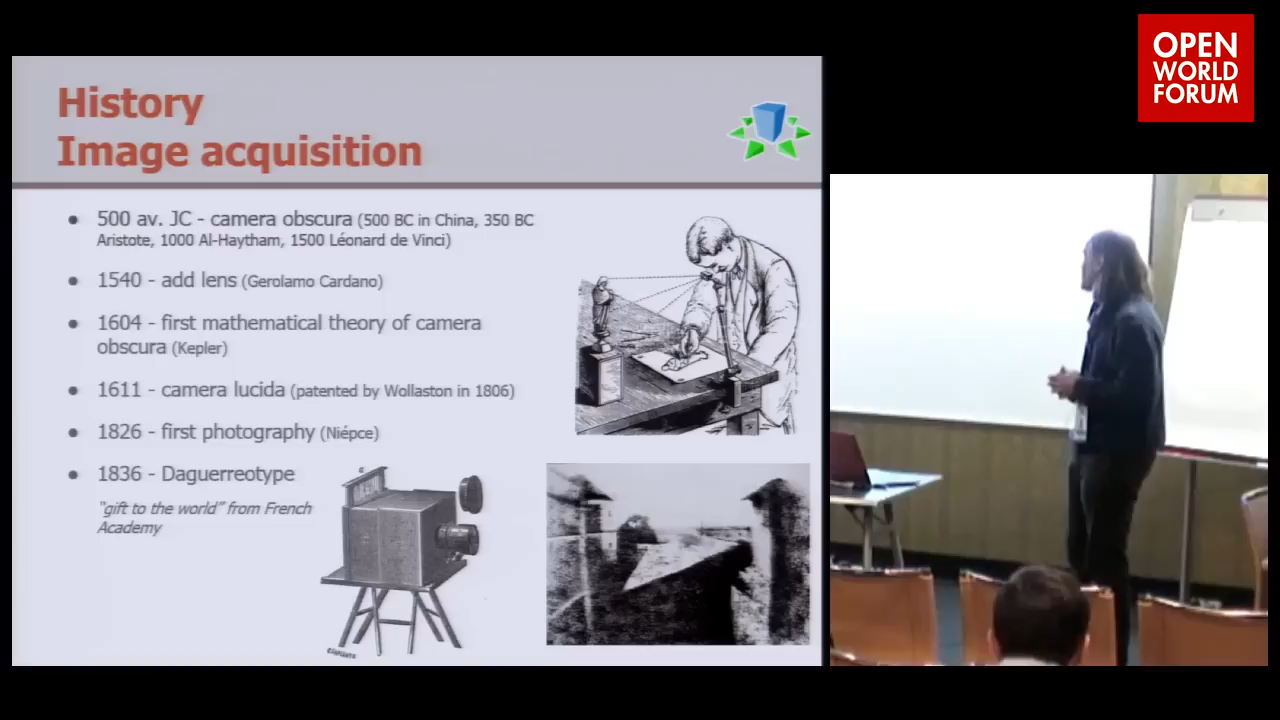 OPEN
WORLD
FORUM
History
Image acquisition
• 500 av. JC - camera obscura (500 BC in China, 350 BC
Aristote, 1000 Al-Haytham, 1500 Léonard de Vinci)
• 1540 - add lens (Gerolamo Cardano)
• 1604 - first mathematical theory of camera
obscura (Kepler)
• 1611 - camera lucida (patented by Wollaston in 1806)
• 1826 - first photography (Niépce)
• 1836 - Daguerreotype
"gift to the world" from French
Academy